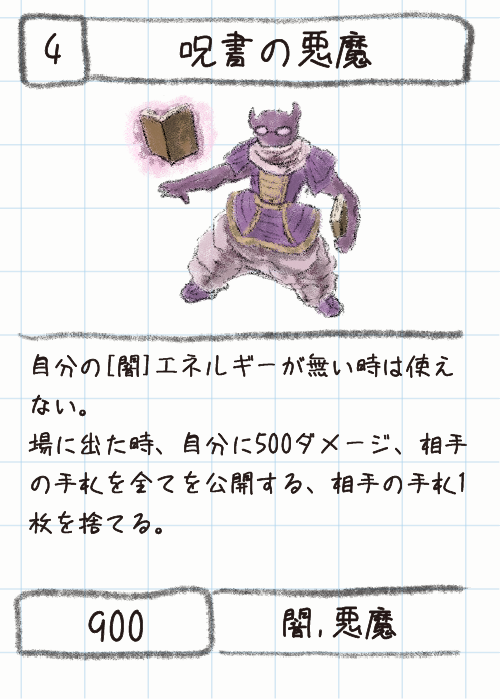 4
呪書の悪魔
自分の[闇]エネルギーが無い時は使え
ない。
場に出た時、自分に500ダメージ、相手
の手札を全てを公開する、相手の手札1
枚を捨てる。
900
闇,悪魔